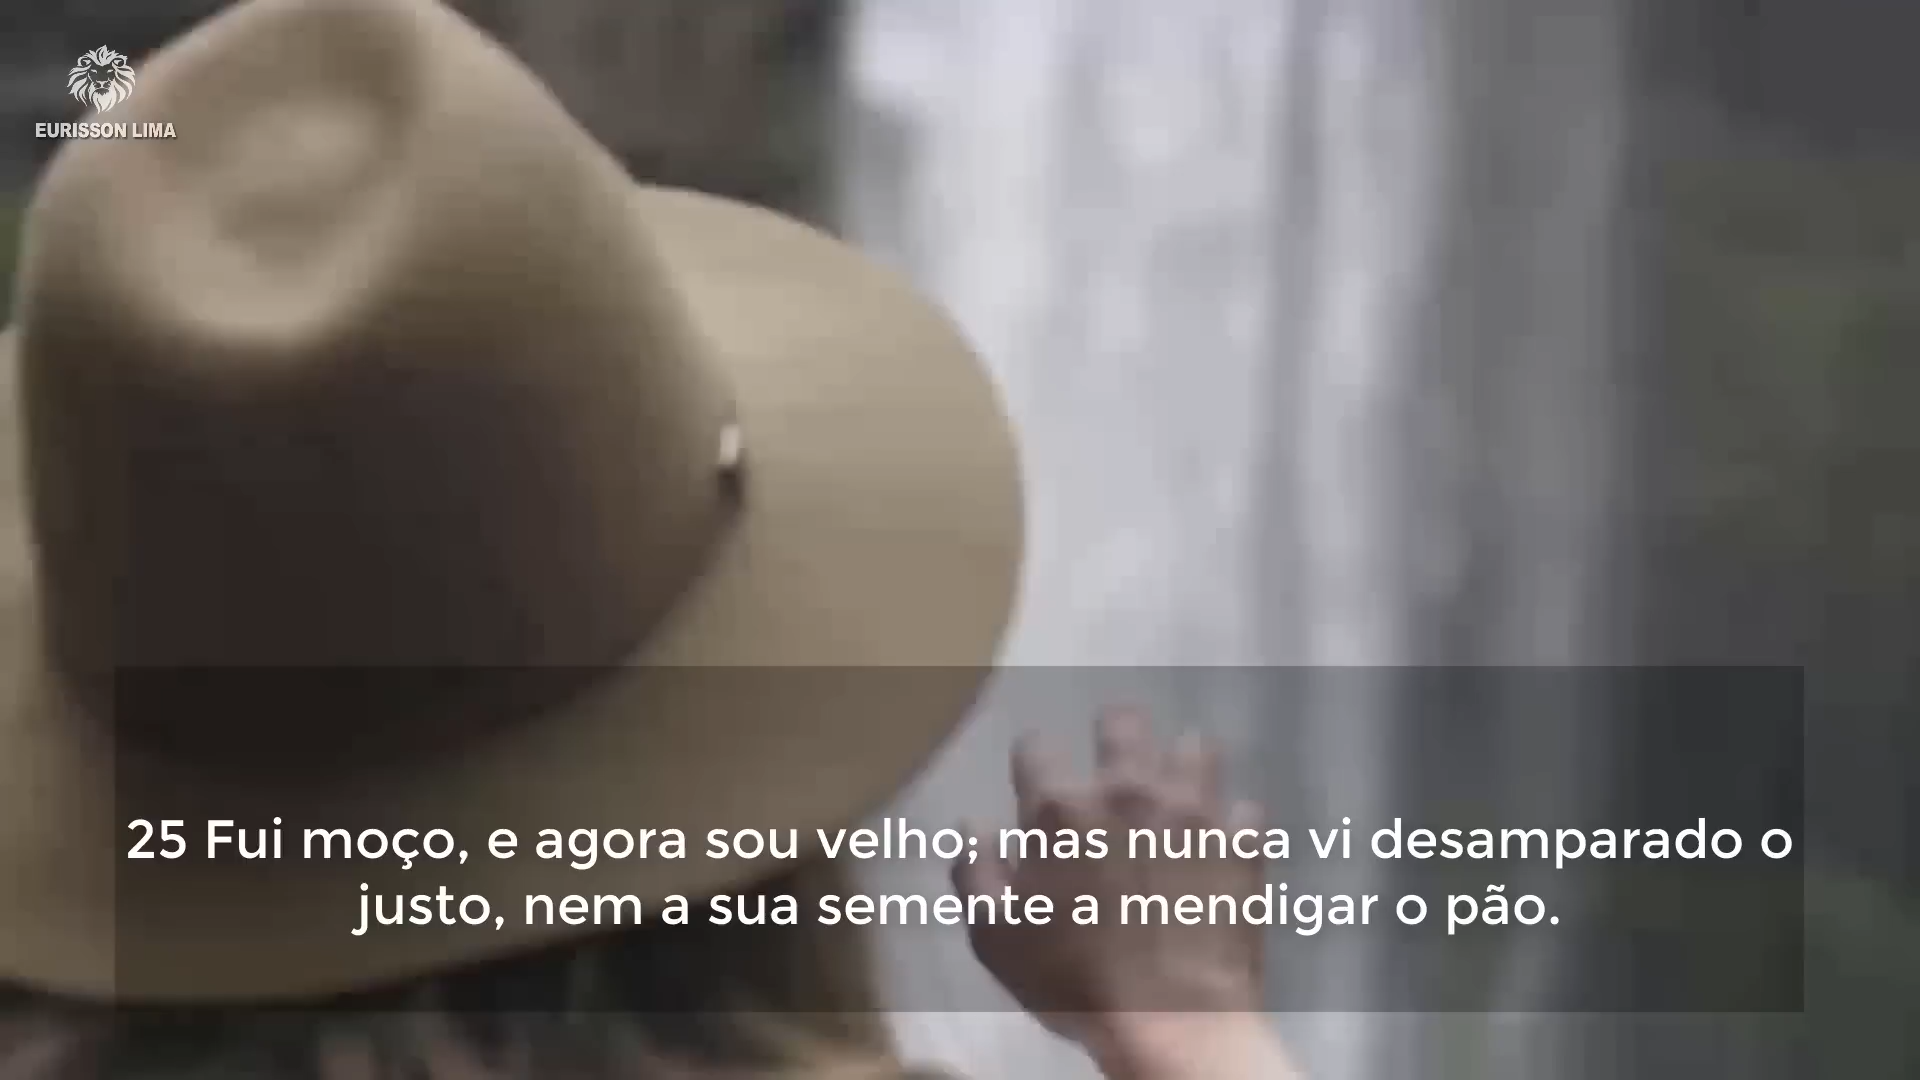 EURISSON LIMA
25 Fui moço, e agora sou velho; mas nunca vi desamparado o
justo, nem a sua semente a mendigar o pão.